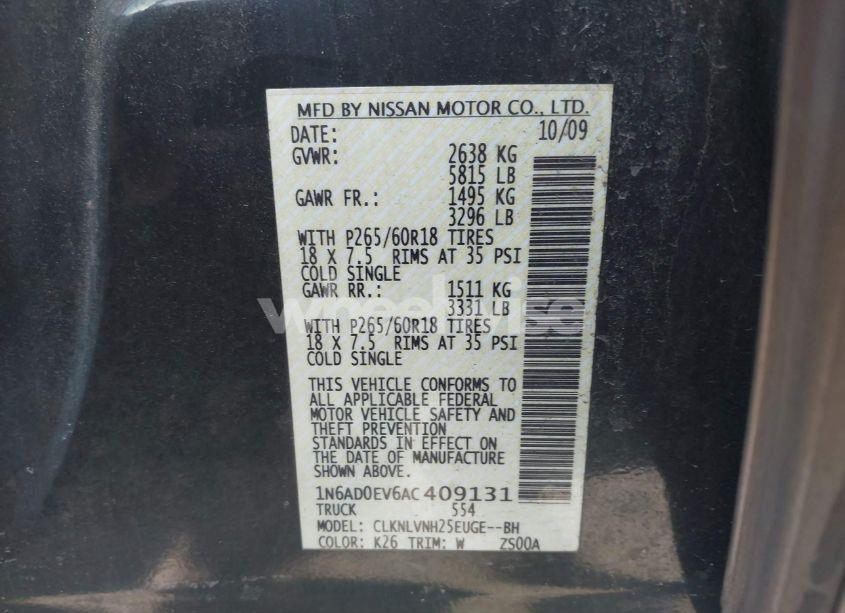 MFD BY NISSAN MOTOR CO., LTD.
DATE: 10/09
GVWR: 2638 KG
5815 LB
GAWR FR.: 1495 KG
3296 LB
WITH P265/60R18 TIRES
18 X 7.5 RIMS AT 35 PSI
COLD SINGLE
GAWR RR.: 1511 KG
3331 LB
wheelwise
WITH P265/60R18 TIRES
18 X 7.5 RIMS AT 35 PSI
COLD SINGLE
THIS VEHICLE CONFORMS TO
ALL APPLICABLE FEDERAL
MOTOR VEHICLE SAFETY AND
THEFT PREVENTION
STANDARDS IN EFFECT ON
THE DATE OF MANUFACTURE
SHOWN ABOVE.
1N6AD0EV6AC409131
TRUCK 554
MODEL: CLKNLVNH25EUGE--BH
COLOR: K26 TRIM: W ZS00A